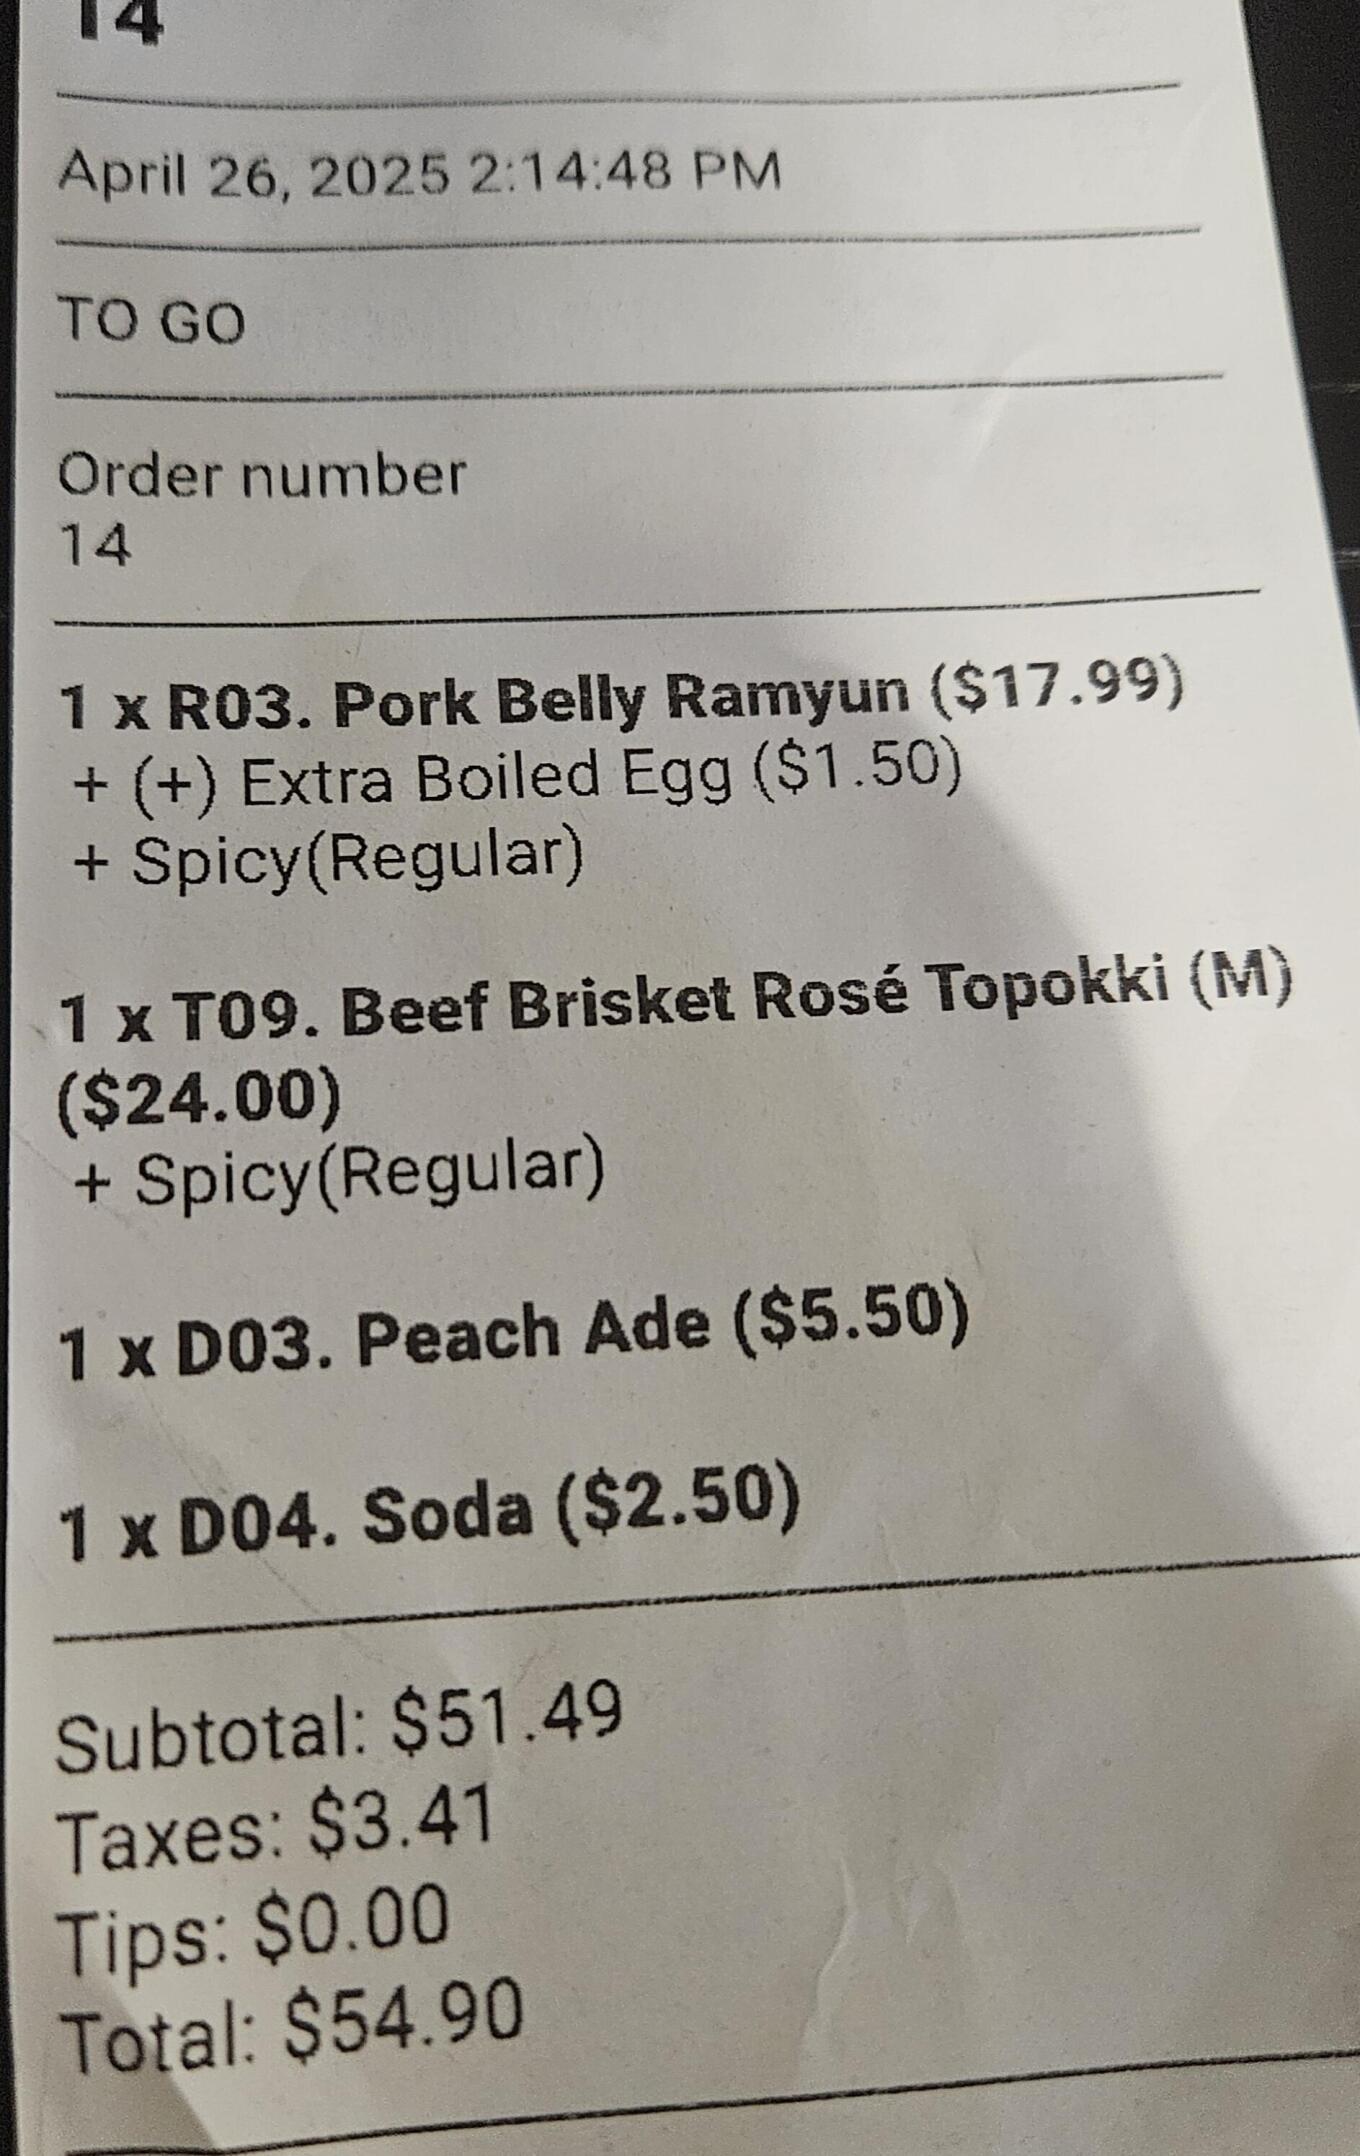 14
April 26, 2025 2:14:48 PM
TO GO
Order number
14
1 x R03. Pork Belly Ramyun ($17.99)
+ (+) Extra Boiled Egg ($1.50)
+ Spicy(Regular)
1 x T09. Beef Brisket Rosé Topokki (M)
($24.00)
+ Spicy(Regular)
1 x D03. Peach Ade ($5.50)
1 x D04. Soda ($2.50)
Subtotal: $51.49
Taxes: $3.41
Tips: $0.00
Total: $54.90